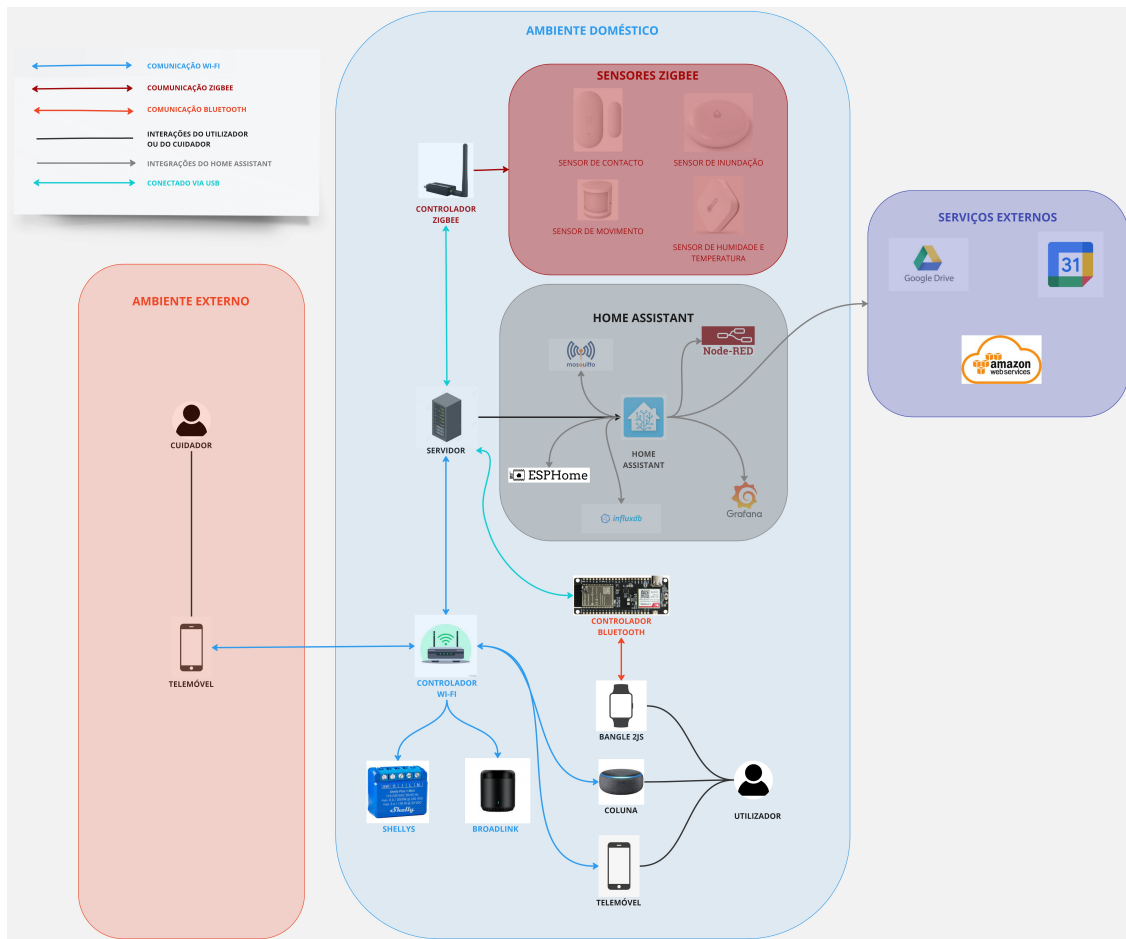 AMBIENTE DOMÉSTICO
COMUNICAÇÃO WI-FI
COUMUNICAÇÃO ZIGBEE
COMUNICAÇÃO BLUETOOTH
INTERAÇÕES DO UTILIZADOR
OU DO CUIDADOR
INTEGRAÇÕES DO HOME ASSISTANT
CONECTADO VIA USB
SENSORES ZIGBEE
SENSOR DE CONTACTO
SENSOR DE INUNDAÇÃO
SENSOR DE MOVIMENTO
SENSOR DE HUMIDADE E
TEMPERATURA
CONTROLADOR
ZIGBEE
SERVIÇOS EXTERNOS
Google Drive
31
amazon
web services
AMBIENTE EXTERNO
CUIDADOR
TELEMÓVEL
HOME ASSISTANT
mosquitto
Node-RED
SERVIDOR
HOME
ASSISTANT
ESPHome
influxdb
Grafana
CONTROLADOR
BLUETOOTH
CONTROLADOR
WI-FI
BANGLE 2JS
COLUNA
UTILIZADOR
TELEMÓVEL
Shelly
SHELLYS
BROADLINK